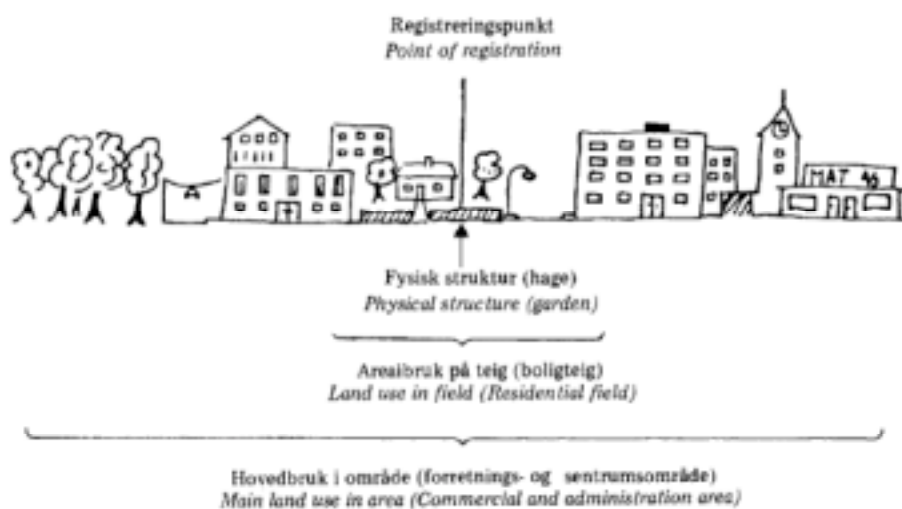 Registreringspunkt
Point of registration
MAT
Fysisk struktur (hage)
Physical structure (garden)
Arealbruk på teig (boligteig)
Land use in field (Residential field)
Hovedbruk i område (forretnings- og sentrumsområde)
Main land use in area (Commercial and administration area)